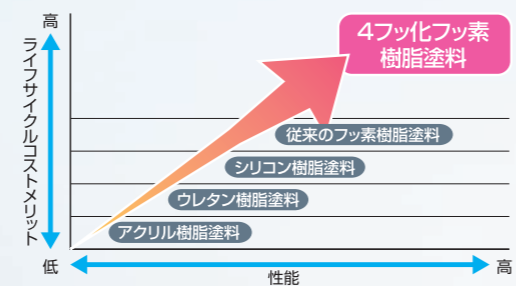 高
ライフサイクルコストメリット
4フッ化フッ素
樹脂塗料
従来のフッ素樹脂塗料
シリコン樹脂塗料
ウレタン樹脂塗料
アクリル樹脂塗料
低
性能
高